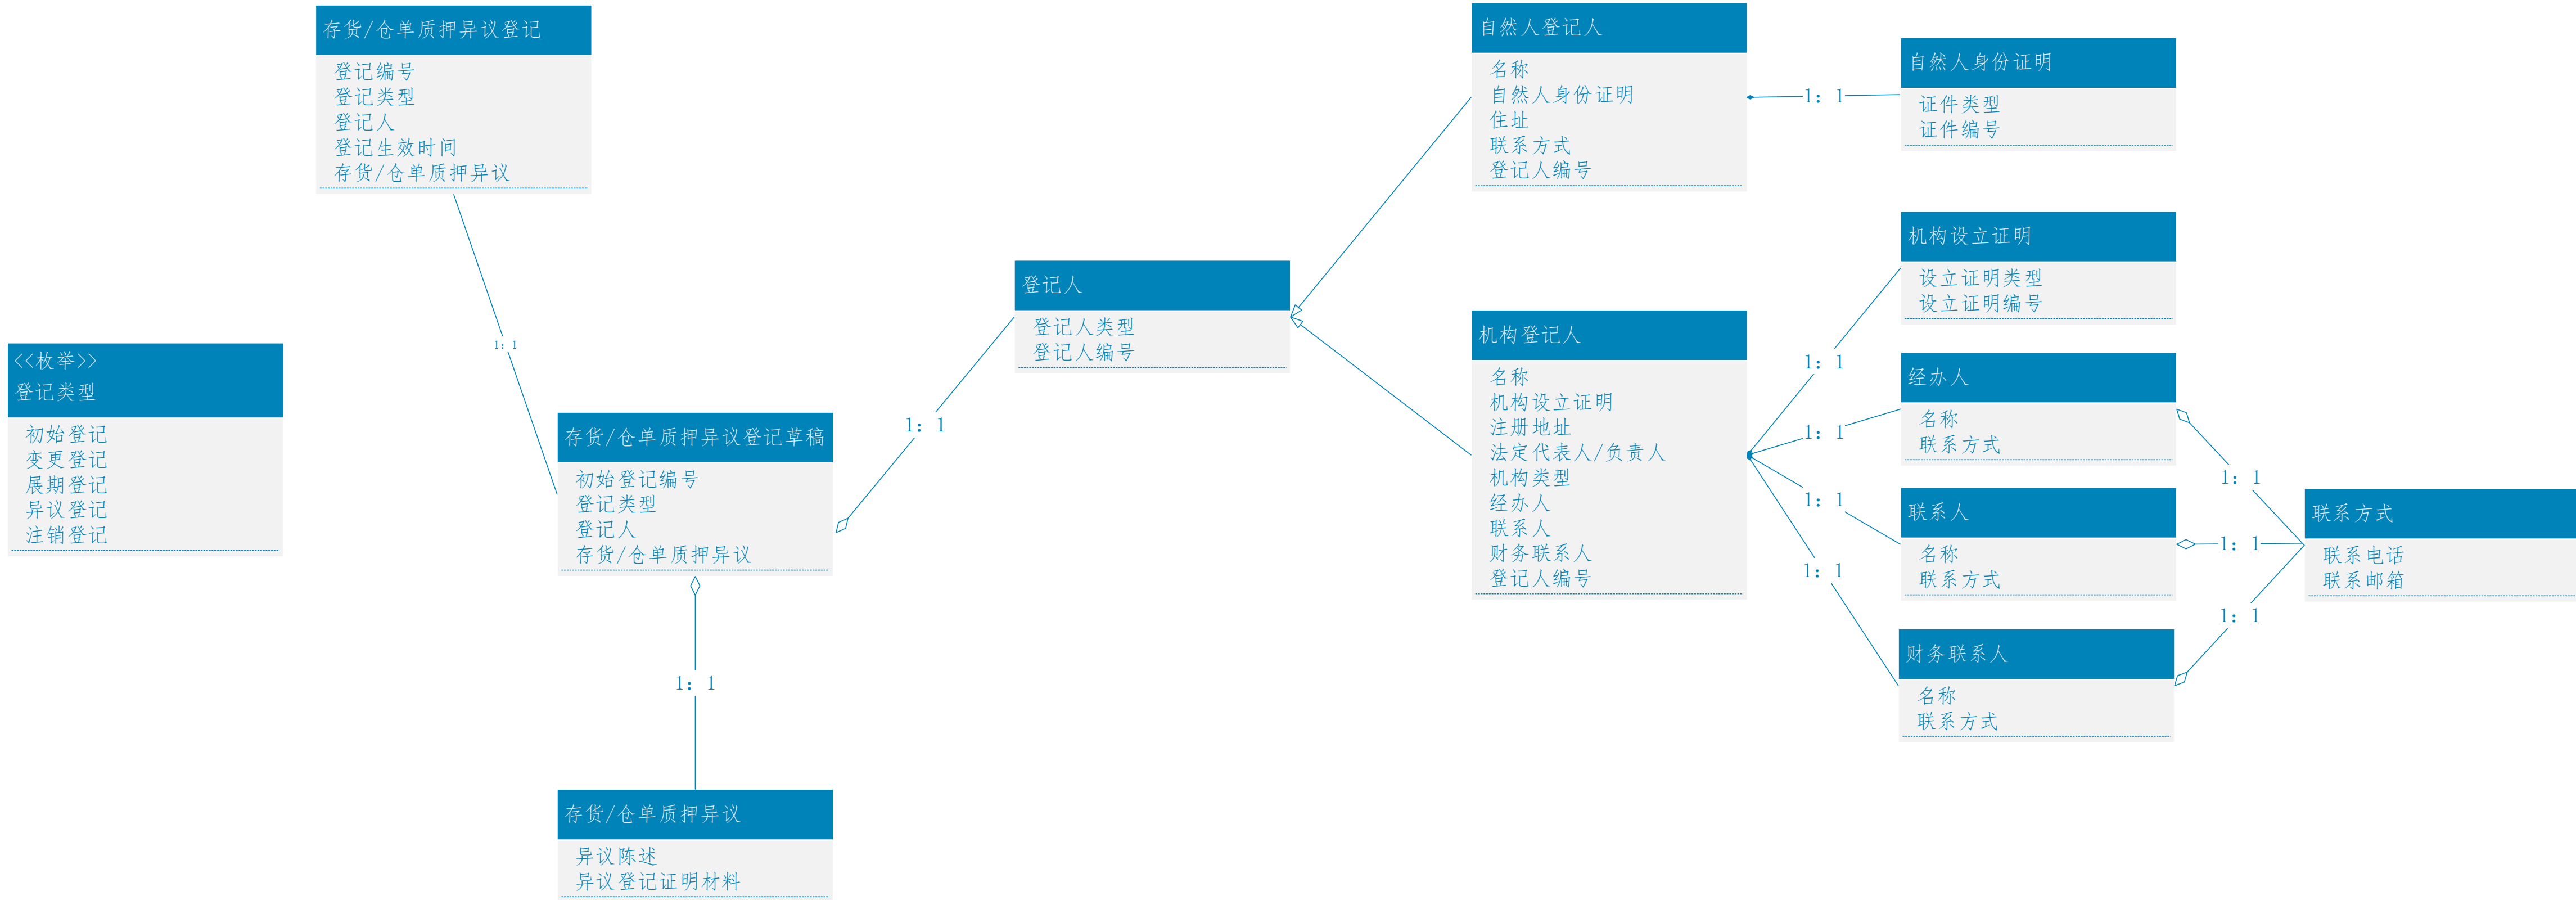 存货/仓单质押异议登记
登记编号
登记类型
登记人
登记生效时间
存货/仓单质押异议
1: 1
<<枚举>>
登记类型
初始登记
变更登记
展期登记
异议登记
注销登记
存货/仓单质押异议登记草稿
初始登记编号
登记类型
登记人
存货/仓单质押异议
1: 1
存货/仓单质押异议
异议陈述
异议登记证明材料
1: 1
登记人
登记人类型
登记人编号
自然人登记人
名称
自然人身份证明
住址
联系方式
登记人编号
1: 1
自然人身份证明
证件类型
证件编号
机构登记人
名称
机构设立证明
注册地址
法定代表人/负责人
机构类型
经办人
联系人
财务联系人
登记人编号
1: 1
1: 1
1: 1
1: 1
机构设立证明
设立证明类型
设立证明编号
经办人
名称
联系方式
联系人
名称
联系方式
财务联系人
名称
联系方式
1: 1
1: 1
1: 1
联系方式
联系电话
联系邮箱